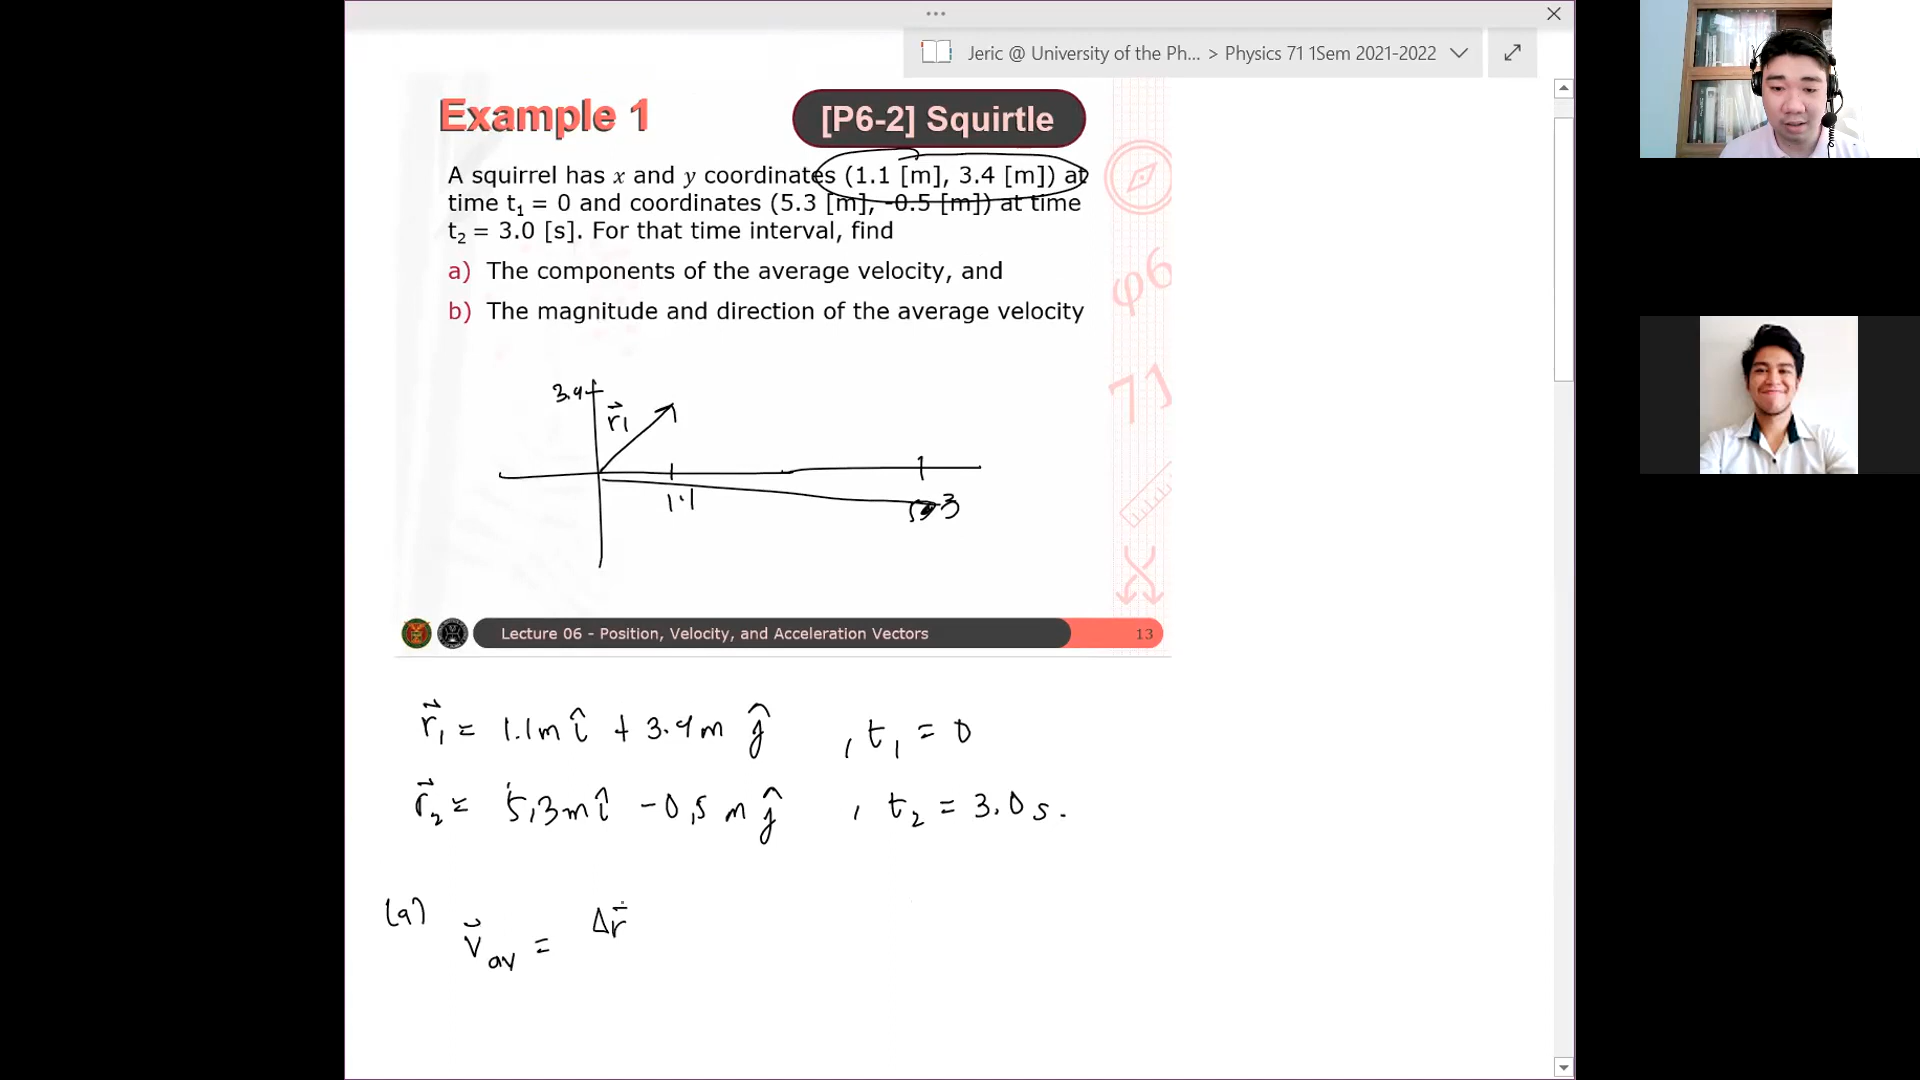 ...
Jeric @ University of the Ph... > Physics 71 1Sem 2021-2022
Example 1
[P6-2] Squirtle
A squirrel has x and y coordinates (1.1 [m], 3.4 [m]) at
time t₁ = 0 and coordinates (5.3 [m], -0.5 [m]) at time
t₂ = 3.0 [s]. For that time interval, find
a) The components of the average velocity, and
b) The magnitude and direction of the average velocity
φ6
71
3.4
r⃗₁
1.1
5.3
Lecture 06 - Position, Velocity, and Acceleration Vectors
13
r⃗₁ = 1.1m î + 3.4m ĵ , t₁ = 0
r⃗₂ = 5.3m î - 0.5 m ĵ , t₂ = 3.0 s.
(a) v⃗av = Δr⃗